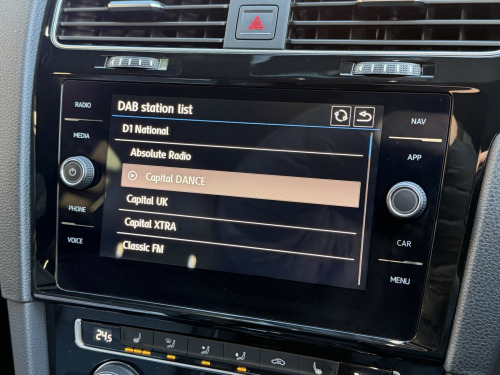 DAB station list
D1 National
Absolute Radio
Capital DANCE
Capital UK
Capital XTRA
Classic FM
RADIO
MEDIA
PHONE
VOICE
NAV
APP
CAR
MENU
24.5